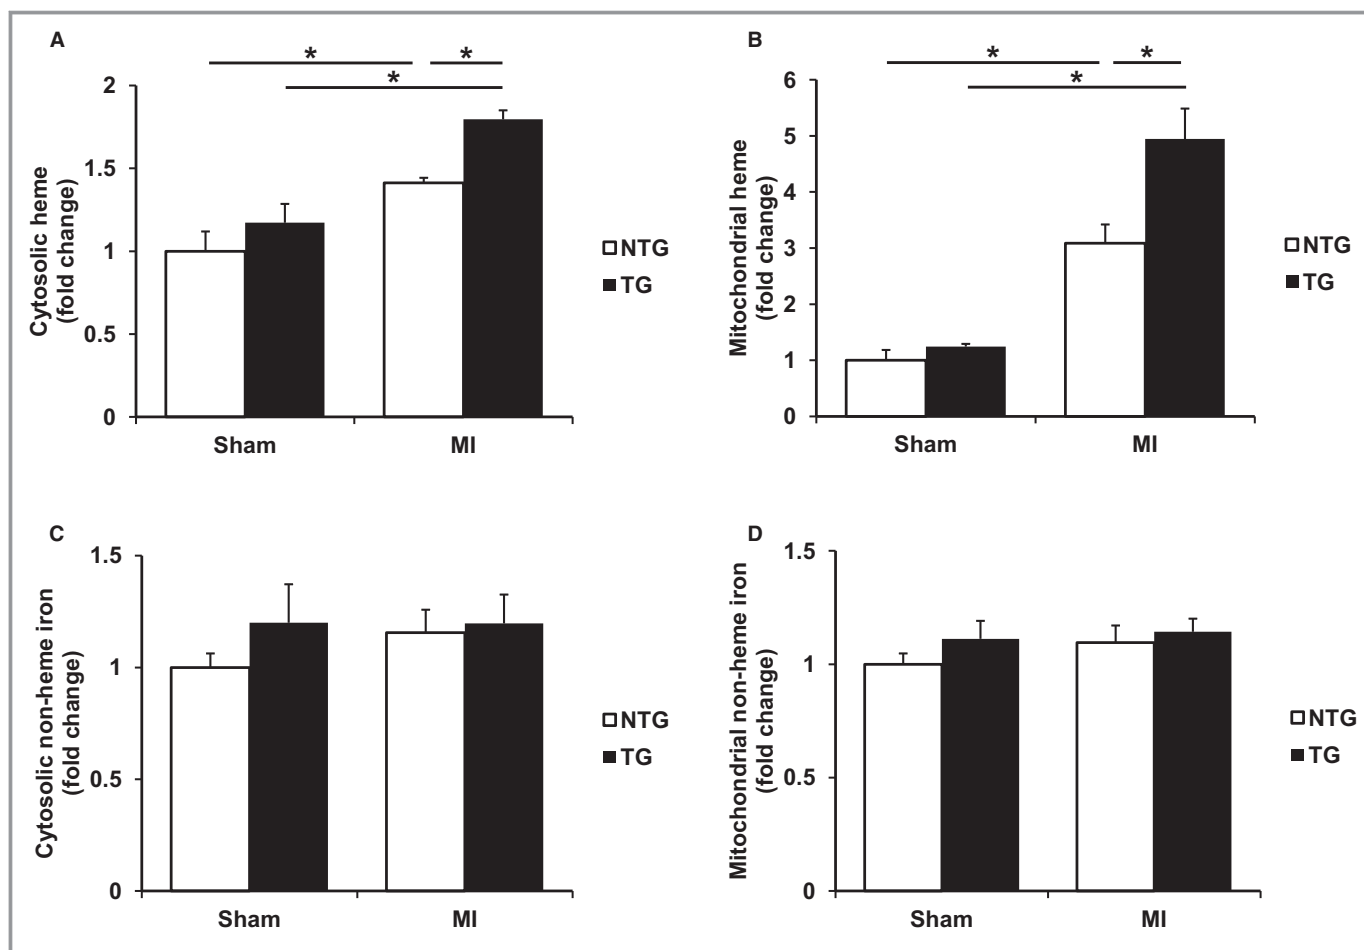 A
* *
*
Cytosolic heme
(fold change)
2
1.5
1
0.5
0
Sham MI
NTG
TG
B
* *
*
Mitochondrial heme
(fold change)
6
5
4
3
2
1
0
Sham MI
NTG
TG
C
Cytosolic non-heme iron
(fold change)
1.5
1
0.5
0
Sham MI
NTG
TG
D
Mitochondrial non-heme iron
(fold change)
1.5
1
0.5
0
Sham MI
NTG
TG